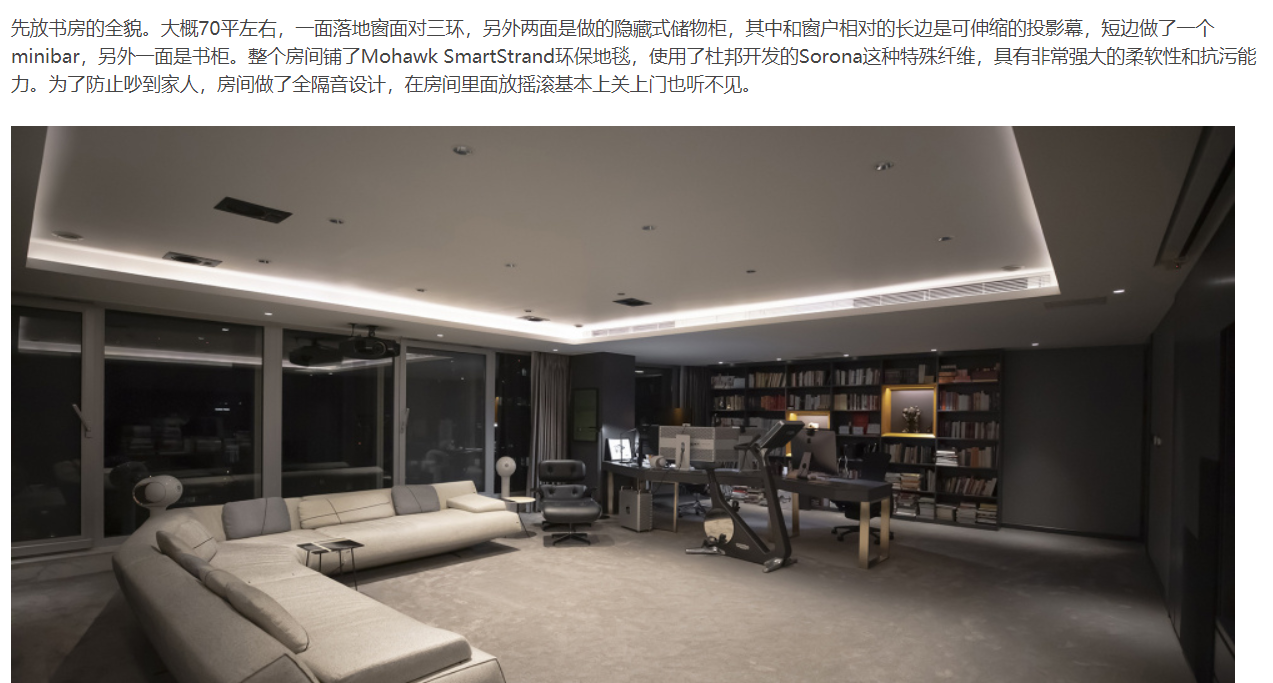 先放书房的全貌。大概70平左右，一面落地窗面对三环，另外两面是做的隐藏式储物柜，其中和窗户相对的长边是可伸缩的投影幕，短边做了一个
minibar，另外一面是书柜。整个房间铺了Mohawk SmartStrand环保地毯，使用了杜邦开发的Sorona这种特殊纤维，具有非常强大的柔软性和抗污能
力。为了防止吵到家人，房间做了全隔音设计，在房间里面放摇滚基本上关上门也听不见。